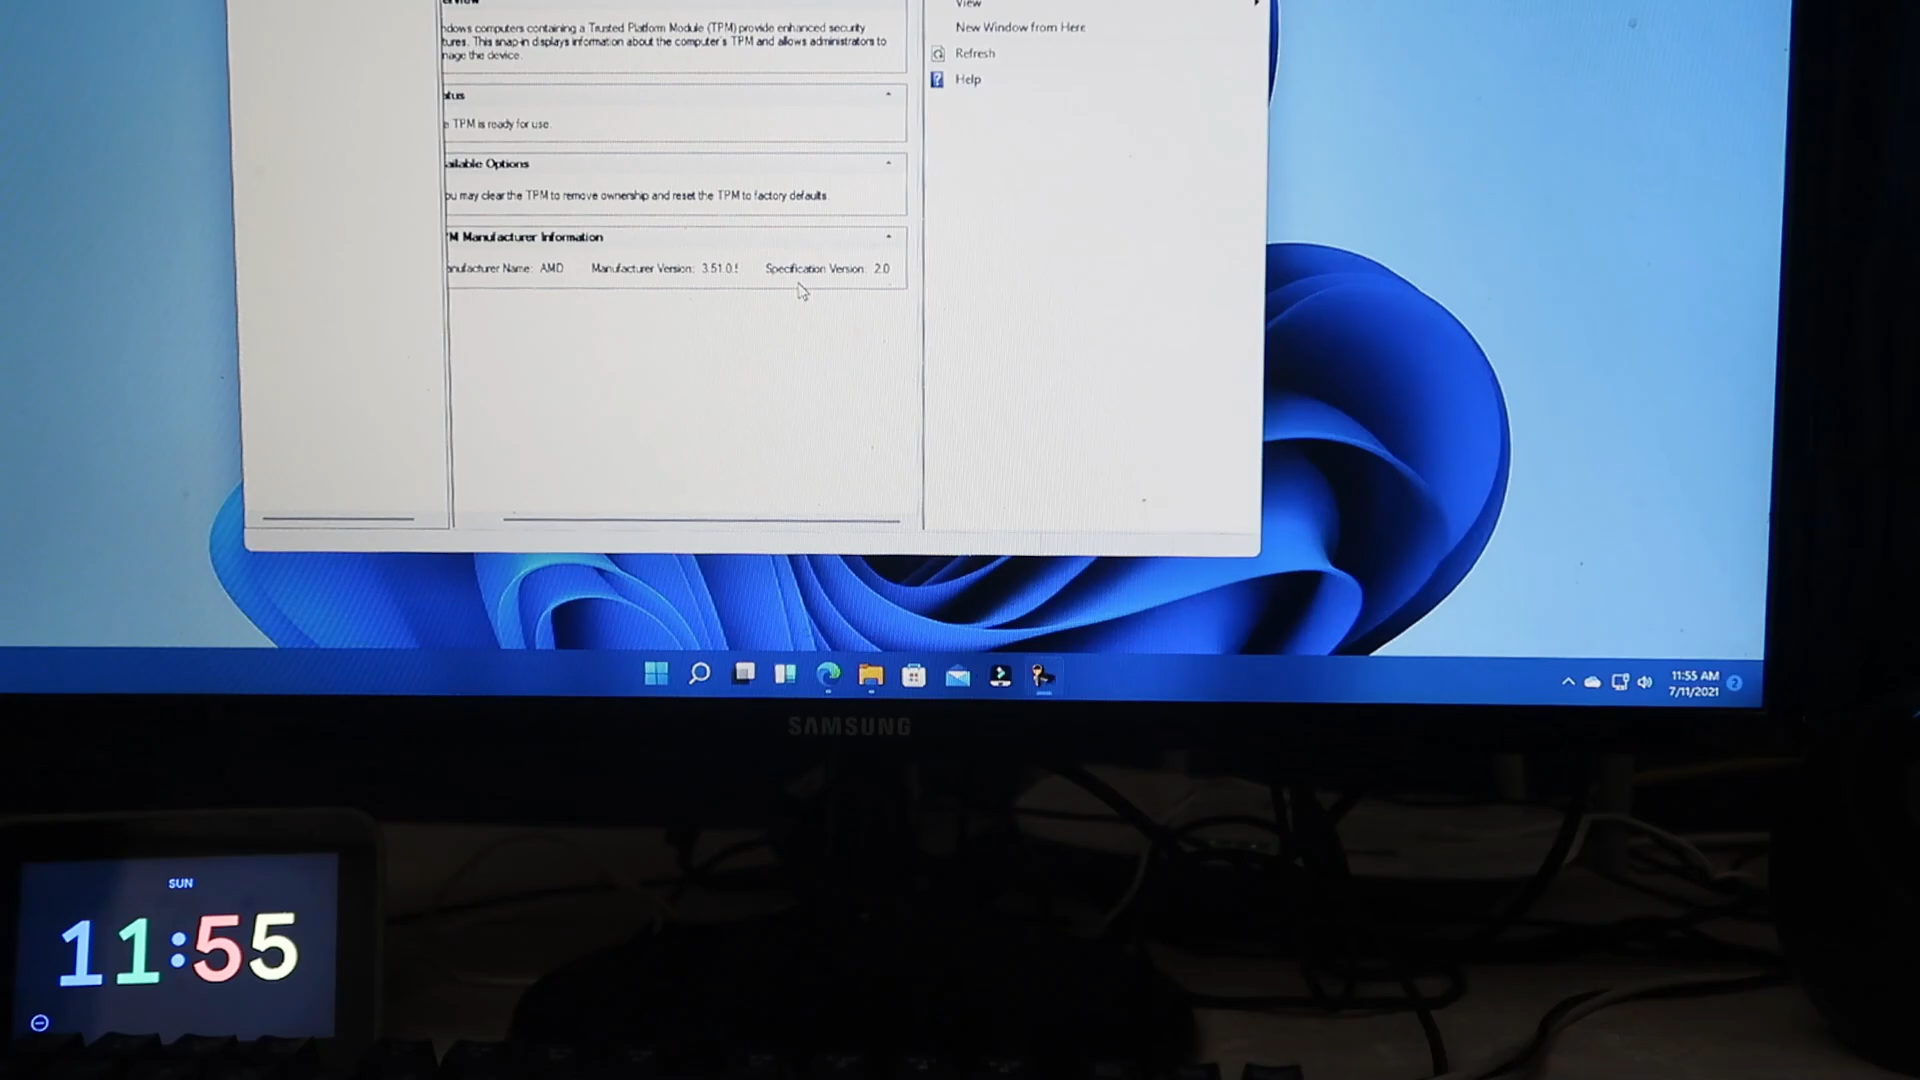 View
ndows computers containing a Trusted Platform Module (TPM) provide enhanced security
tures. This snap-in displays information about the computer's TPM and allows administrators to
nage the device.
New Window from Here
Refresh
? Help
atus
e TPM is ready for use.
ailable Options
ou may clear the TPM to remove ownership and reset the TPM to factory defaults.
M Manufacturer Information
anufacturer Name: AMD Manufacturer Version: 3.51.0. Specification Version: 2.0
11:55 AM
7/11/2021
2
SAMSUNG
SUN
11:55